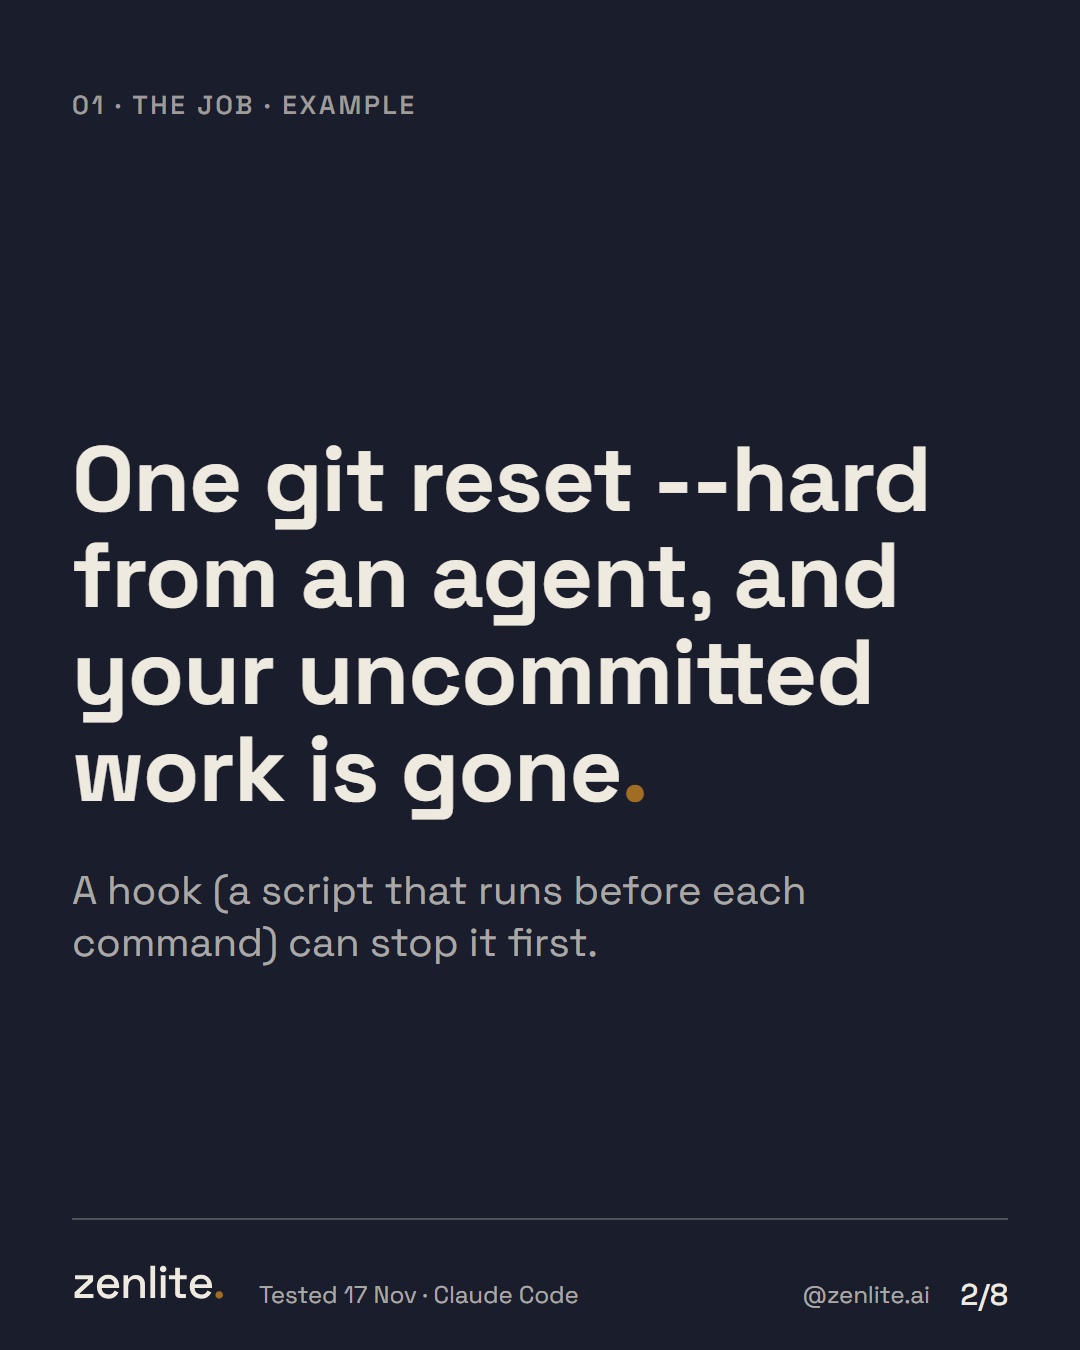 01 · THE JOB · EXAMPLE
One git reset --hard
from an agent, and
your uncommitted
work is gone.
A hook (a script that runs before each
command) can stop it first.
zenlite. Tested 17 Nov · Claude Code @zenlite.ai 2/8